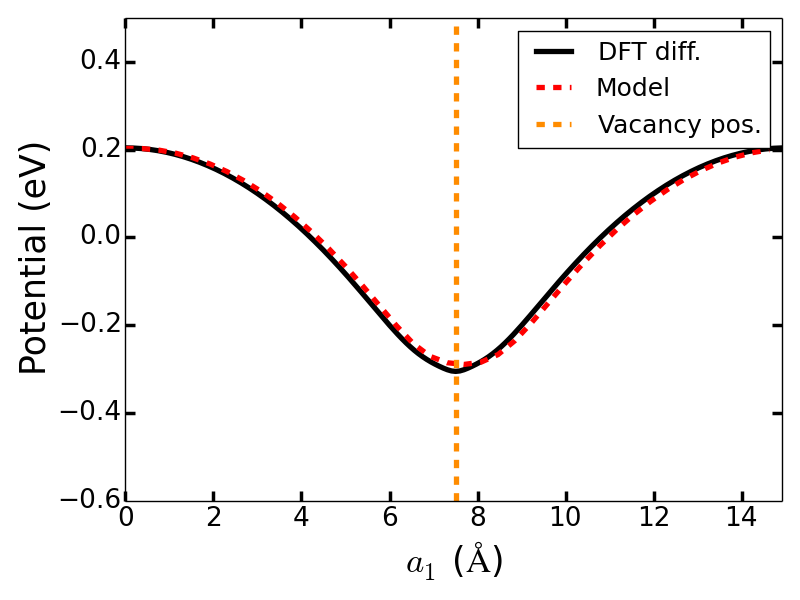 DFT diff.
Model
Vacancy pos.
Potential (eV)
0.4
0.2
0.0
−0.2
−0.4
−0.6
0 2 4 6 8 10 12 14
a₁ (Å)